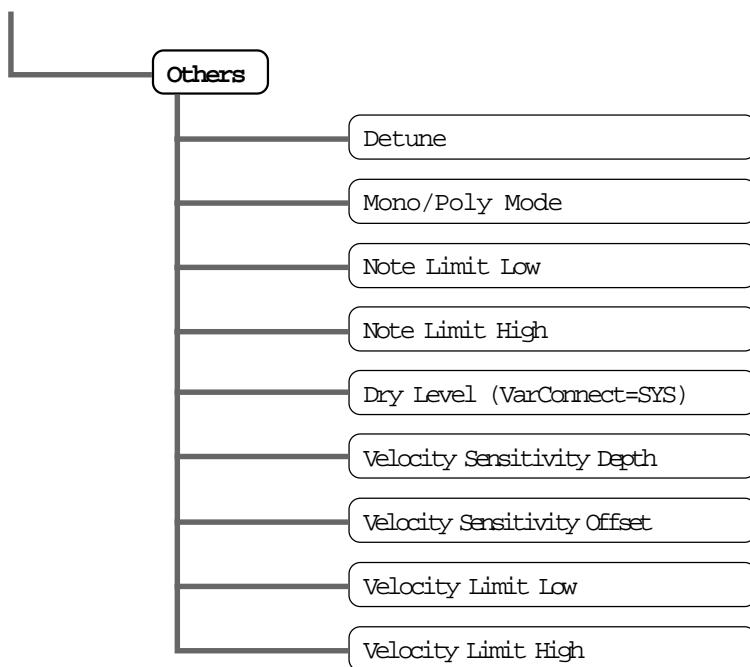 Others
Detune
Mono/Poly Mode
Note Limit Low
Note Limit High
Dry Level (VarConnect=SYS)
Velocity Sensitivity Depth
Velocity Sensitivity Offset
Velocity Limit Low
Velocity Limit High